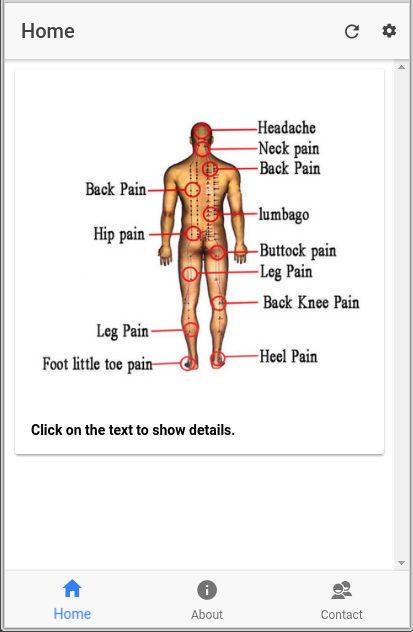 Home
Headache
Neck pain
Back Pain
Back Pain
lumbago
Hip pain
Buttock pain
Leg Pain
Back Knee Pain
Leg Pain
Heel Pain
Foot little toe pain
Click on the text to show details.
Home
About
Contact